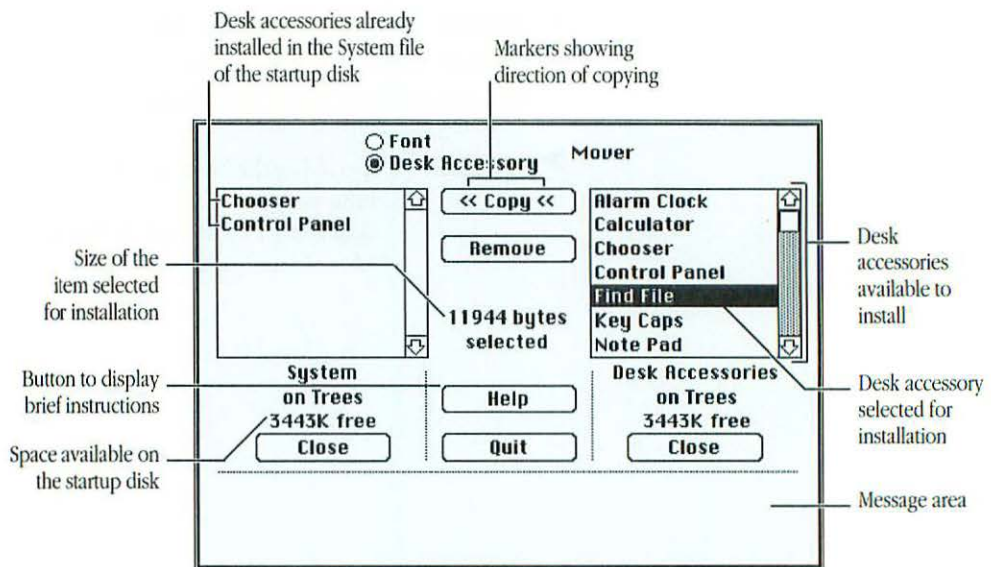 Desk accessories already
installed in the System file
of the startup disk
Markers showing
direction of copying
Font
Desk Accessory
Mover
Chooser
Control Panel
<< Copy <<
Remove
11944 bytes
selected
Alarm Clock
Calculator
Chooser
Control Panel
Find File
Key Caps
Note Pad
Size of the
item selected
for installation
Desk
accessories
available to
install
System
on Trees
3443K free
Close
Help
Quit
Desk Accessories
on Trees
3443K free
Close
Button to display
brief instructions
Space available on
the startup disk
Desk accessory
selected for
installation
Message area